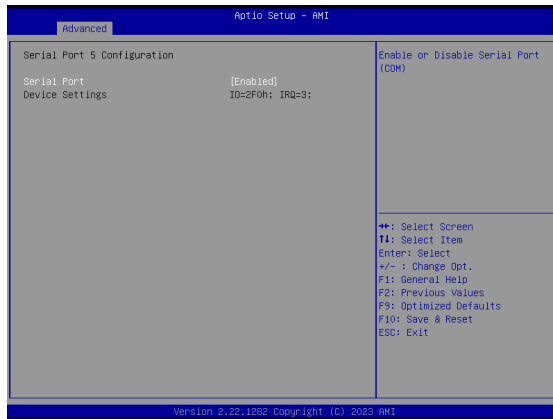 Aptio Setup – AMI
Advanced
Serial Port 5 Configuration
Serial Port [Enabled]
Device Settings IO=2F0h; IRQ=3;
Enable or Disable Serial Port
(COM)
→←: Select Screen
↑↓: Select Item
Enter: Select
+/- : Change Opt.
F1: General Help
F2: Previous Values
F9: Optimized Defaults
F10: Save & Reset
ESC: Exit
Version 2.22.1282 Copyright (C) 2023 AMI